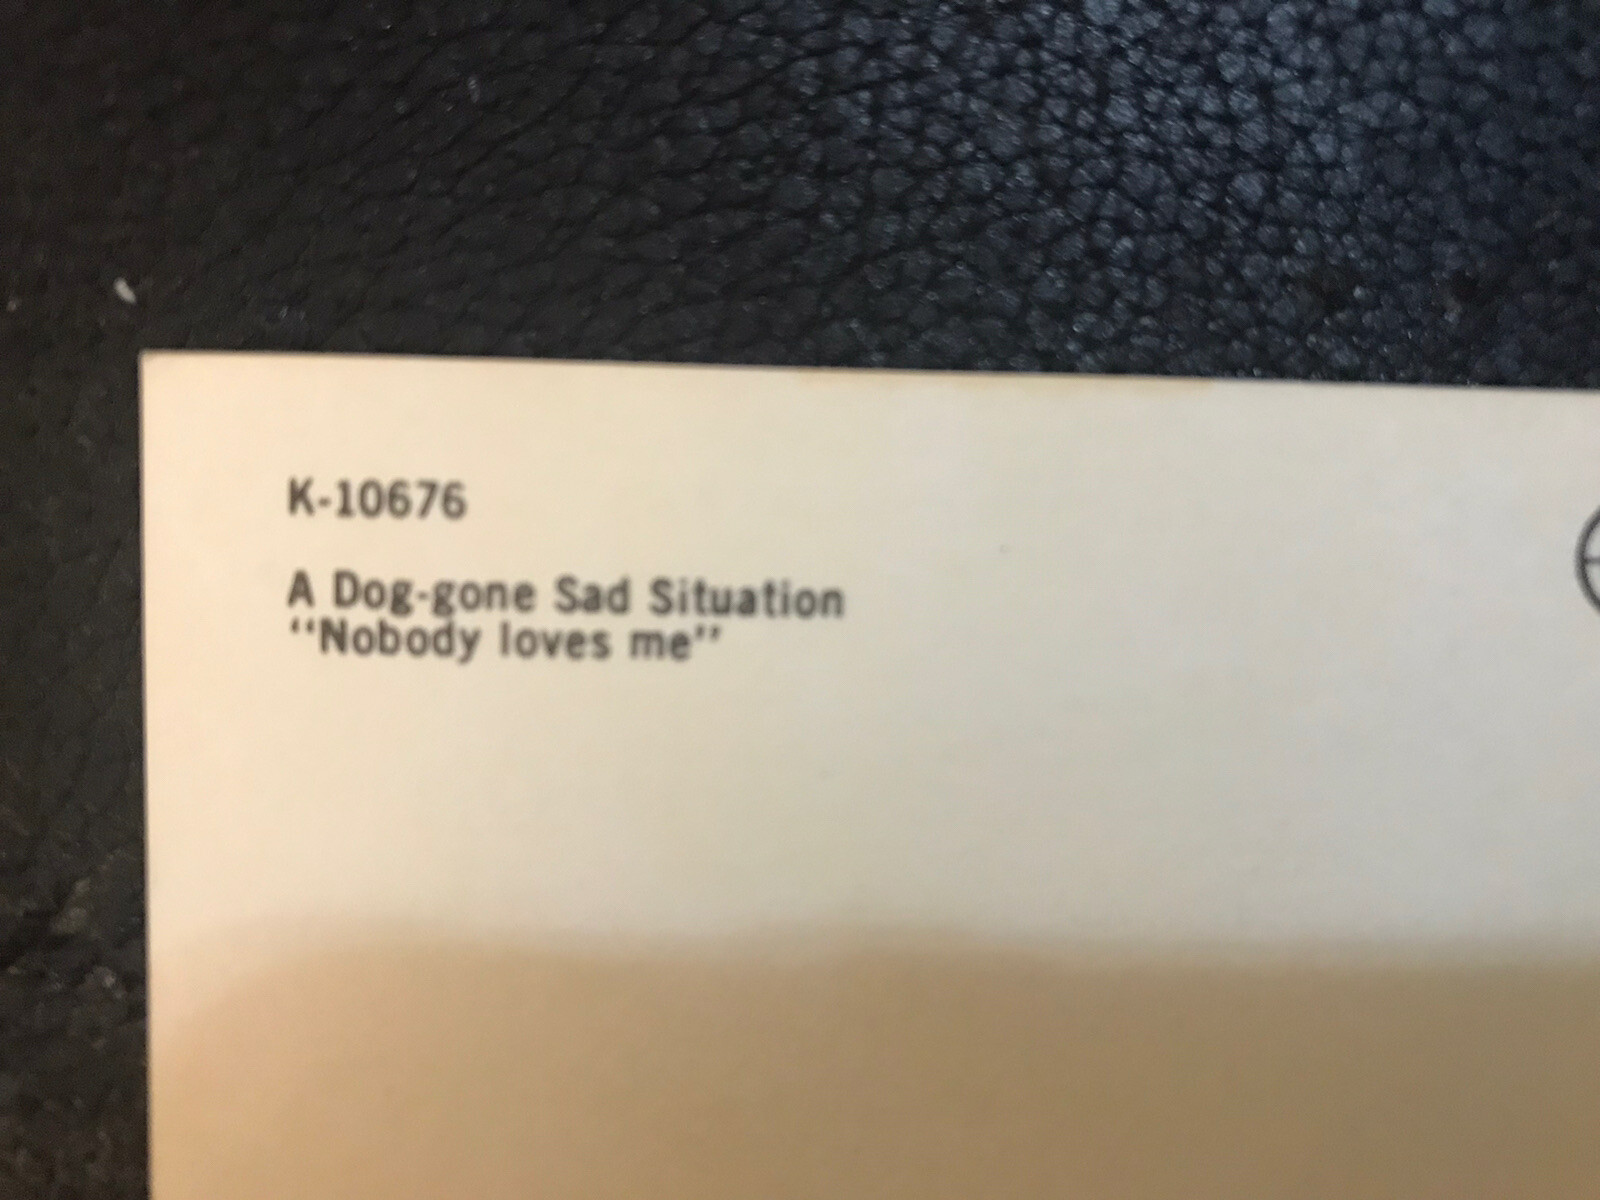 K-10676
A Dog-gone Sad Situation
“Nobody loves me”